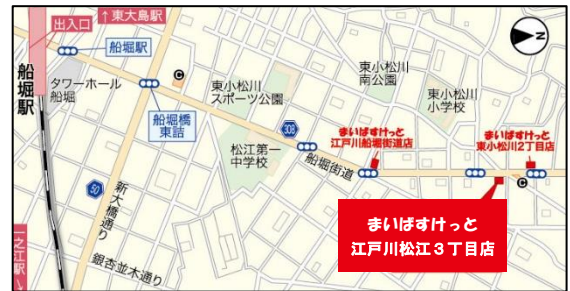 出入口
↑東大島駅
船堀駅
船堀駅
タワーホール
船堀
船堀橋
東詰
C
東小松川
スポーツ公園
308
松江第一
中学校
東小松川
南公園
東小松川
小学校
まいばすけっと
江戸川船堀街道店
まいばすけっと
東小松川2丁目店
C
船堀街道
50
新大橋通り
銀杏並木通り
一之江駅↓
まいばすけっと
江戸川松江3丁目店
N